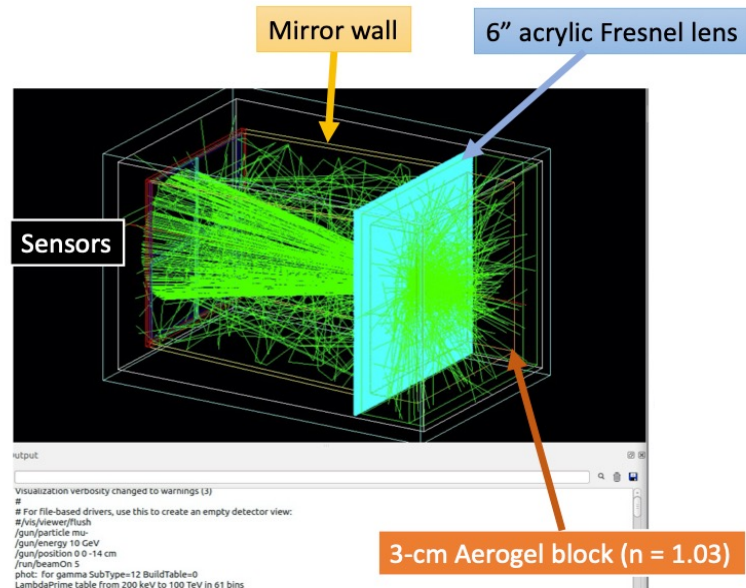 Mirror wall
6” acrylic Fresnel lens
Sensors
utput
Visualization verbosity changed to warnings (3)
#
# For file-based drivers, use this to create an empty detector view:
#/vis/viewer/flush
/gun/particle mu-
/gun/energy 10 GeV
/gun/position 0 0 -14 cm
/run/beamOn 5
phot: for gamma SubType=12 BuildTable=0
LambdaPrime table from 200 keV to 100 TeV in 61 bins
3-cm Aerogel block (n = 1.03)